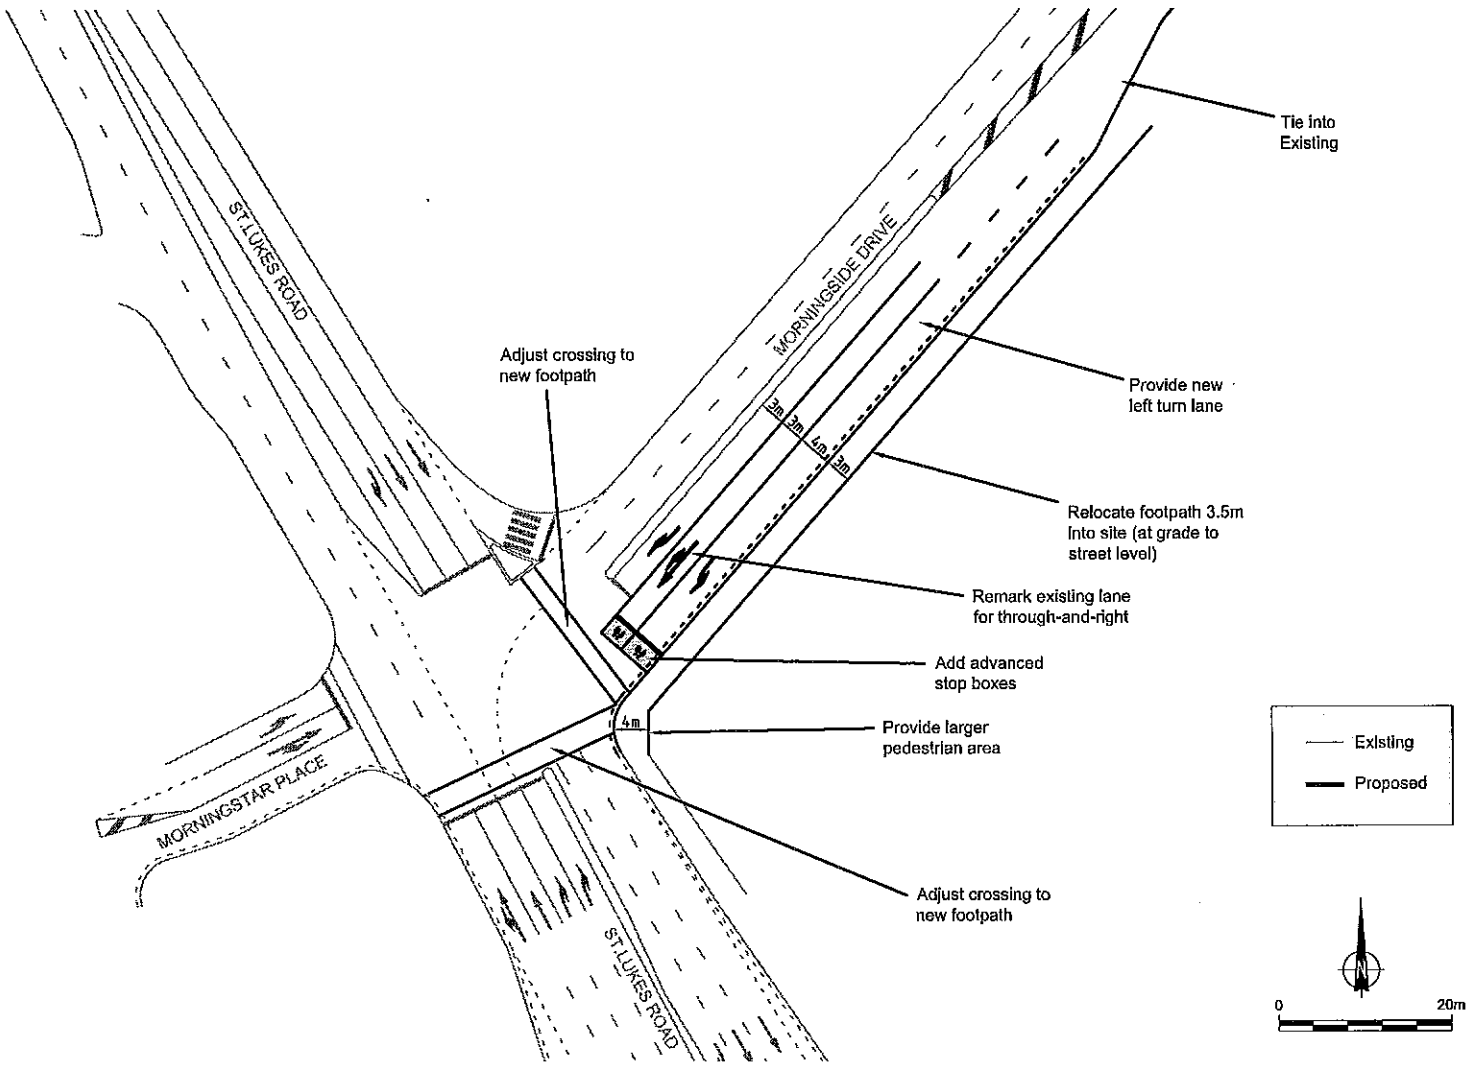 Tie into
Existing
ST.LUKES ROAD
MORNINGSIDE DRIVE
Adjust crossing to
new footpath
Provide new
left turn lane
3m
3m
4m
3m
Relocate footpath 3.5m
into site (at grade to
street level)
Remark existing lane
for through-and-right
Add advanced
stop boxes
4m
Provide larger
pedestrian area
MORNINGSTAR PLACE
Existing
Proposed
Adjust crossing to
new footpath
ST.LUKES ROAD
N
0 20m